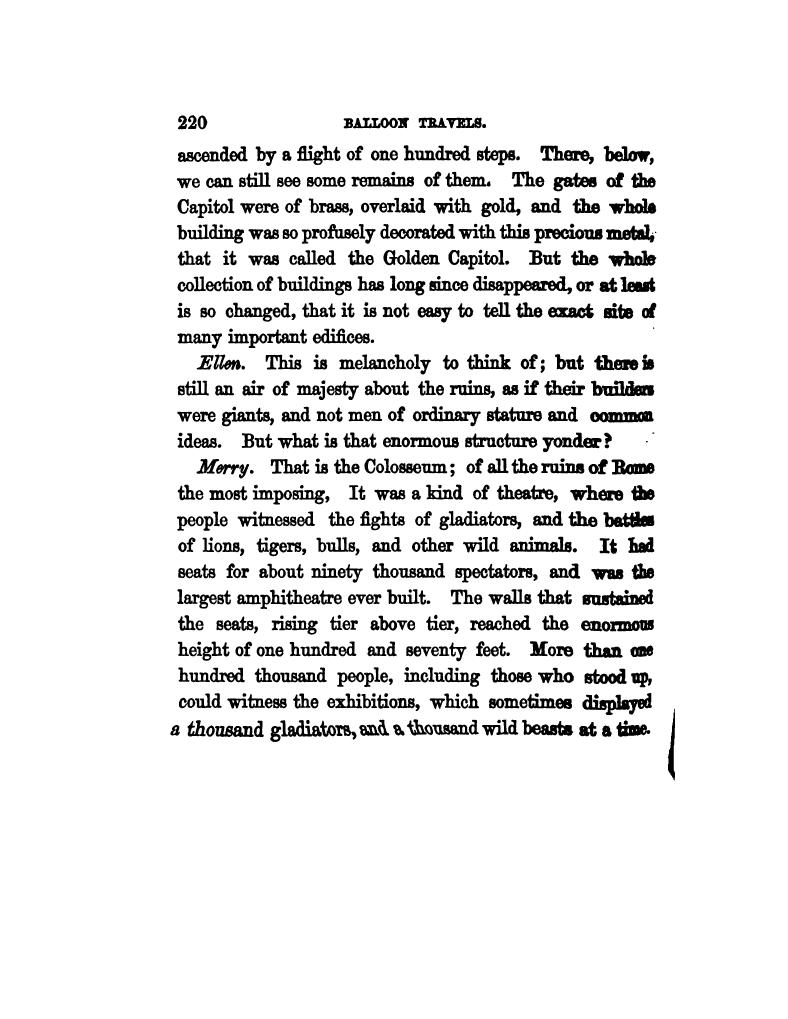 220 BALLOON TRAVELS.
ascended by a flight of one hundred steps. There, below,
we can still see some remains of them. The gates of the
Capitol were of brass, overlaid with gold, and the whole
building was so profusely decorated with this precious metal,
that it was called the Golden Capitol. But the whole
collection of buildings has long since disappeared, or at least
is so changed, that it is not easy to tell the exact site of
many important edifices.
Ellen. This is melancholy to think of; but there is
still an air of majesty about the ruins, as if their builders
were giants, and not men of ordinary stature and common
ideas. But what is that enormous structure yonder?
Merry. That is the Colosseum; of all the ruins of Rome
the most imposing, It was a kind of theatre, where the
people witnessed the fights of gladiators, and the battles
of lions, tigers, bulls, and other wild animals. It had
seats for about ninety thousand spectators, and was the
largest amphitheatre ever built. The walls that sustained
the seats, rising tier above tier, reached the enormous
height of one hundred and seventy feet. More than one
hundred thousand people, including those who stood up,
could witness the exhibitions, which sometimes displayed
a thousand gladiators, and a thousand wild beasts at a time.